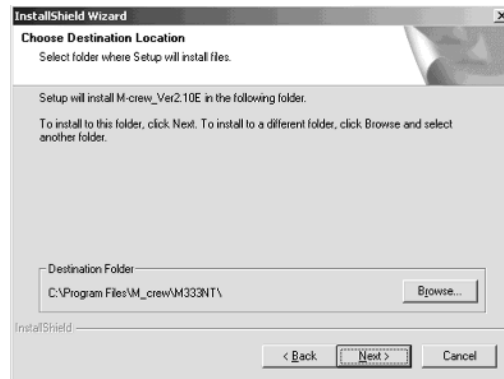 InstallShield Wizard
Choose Destination Location
Select folder where Setup will install files.
Setup will install M-crew_Ver2.10E in the following folder.
To install to this folder, click Next. To install to a different folder, click Browse and select
another folder.
Destination Folder
C:\Program Files\M_crew\M333NT\
Browse...
InstallShield
< Back
Next >
Cancel